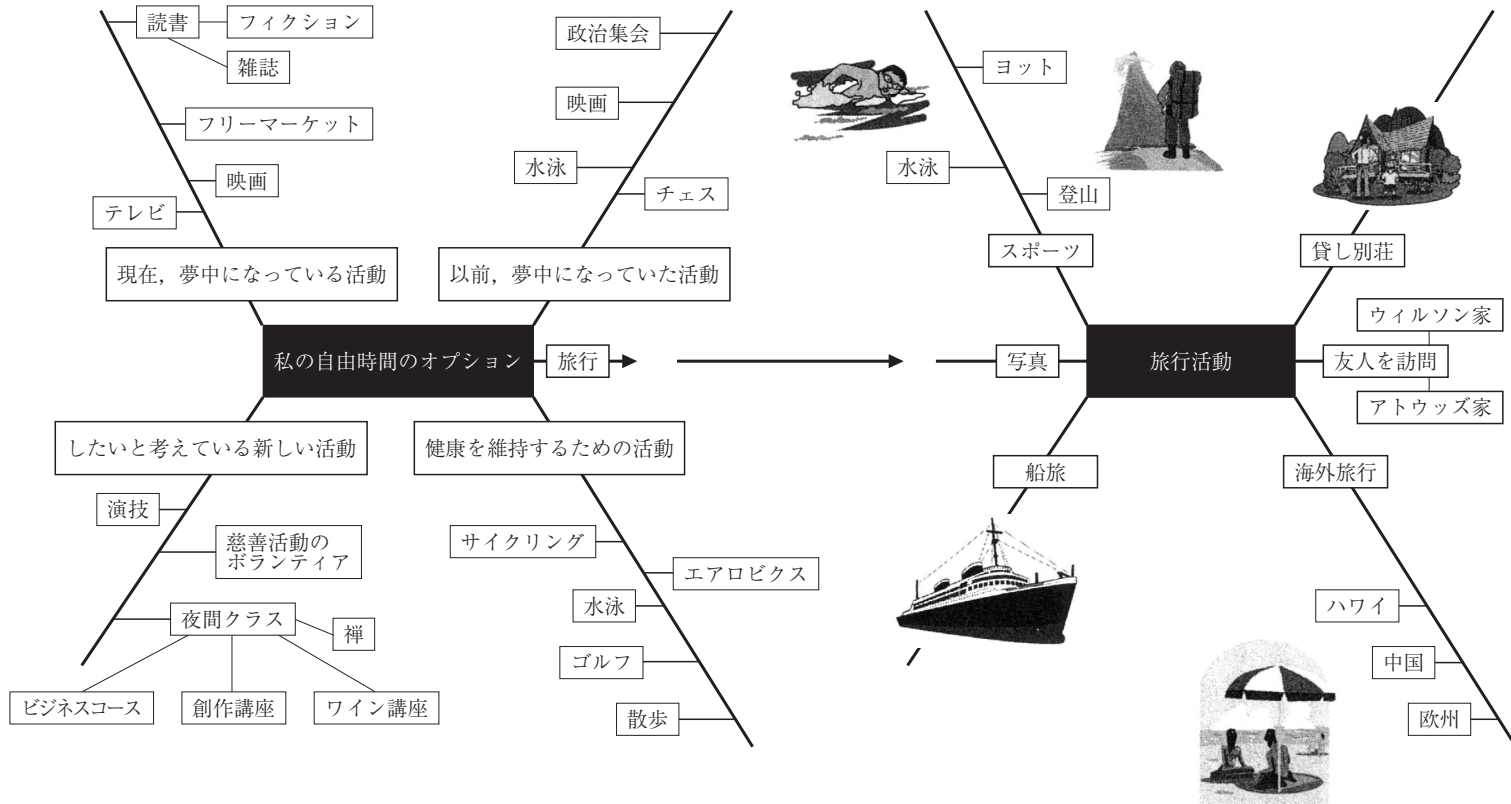 読書
フィクション
雑誌
フリーマーケット
映画
テレビ
現在，夢中になっている活動
政治集会
映画
水泳
チェス
以前，夢中になっていた活動
私の自由時間のオプション
旅行
したいと考えている新しい活動
演技
慈善活動の
ボランティア
夜間クラス
禅
ビジネスコース
創作講座
ワイン講座
健康を維持するための活動
サイクリング
エアロビクス
水泳
ゴルフ
散歩
ヨット
水泳
登山
スポーツ
貸し別荘
写真
旅行活動
ウィルソン家
友人を訪問
アトウッズ家
船旅
海外旅行
ハワイ
中国
欧州